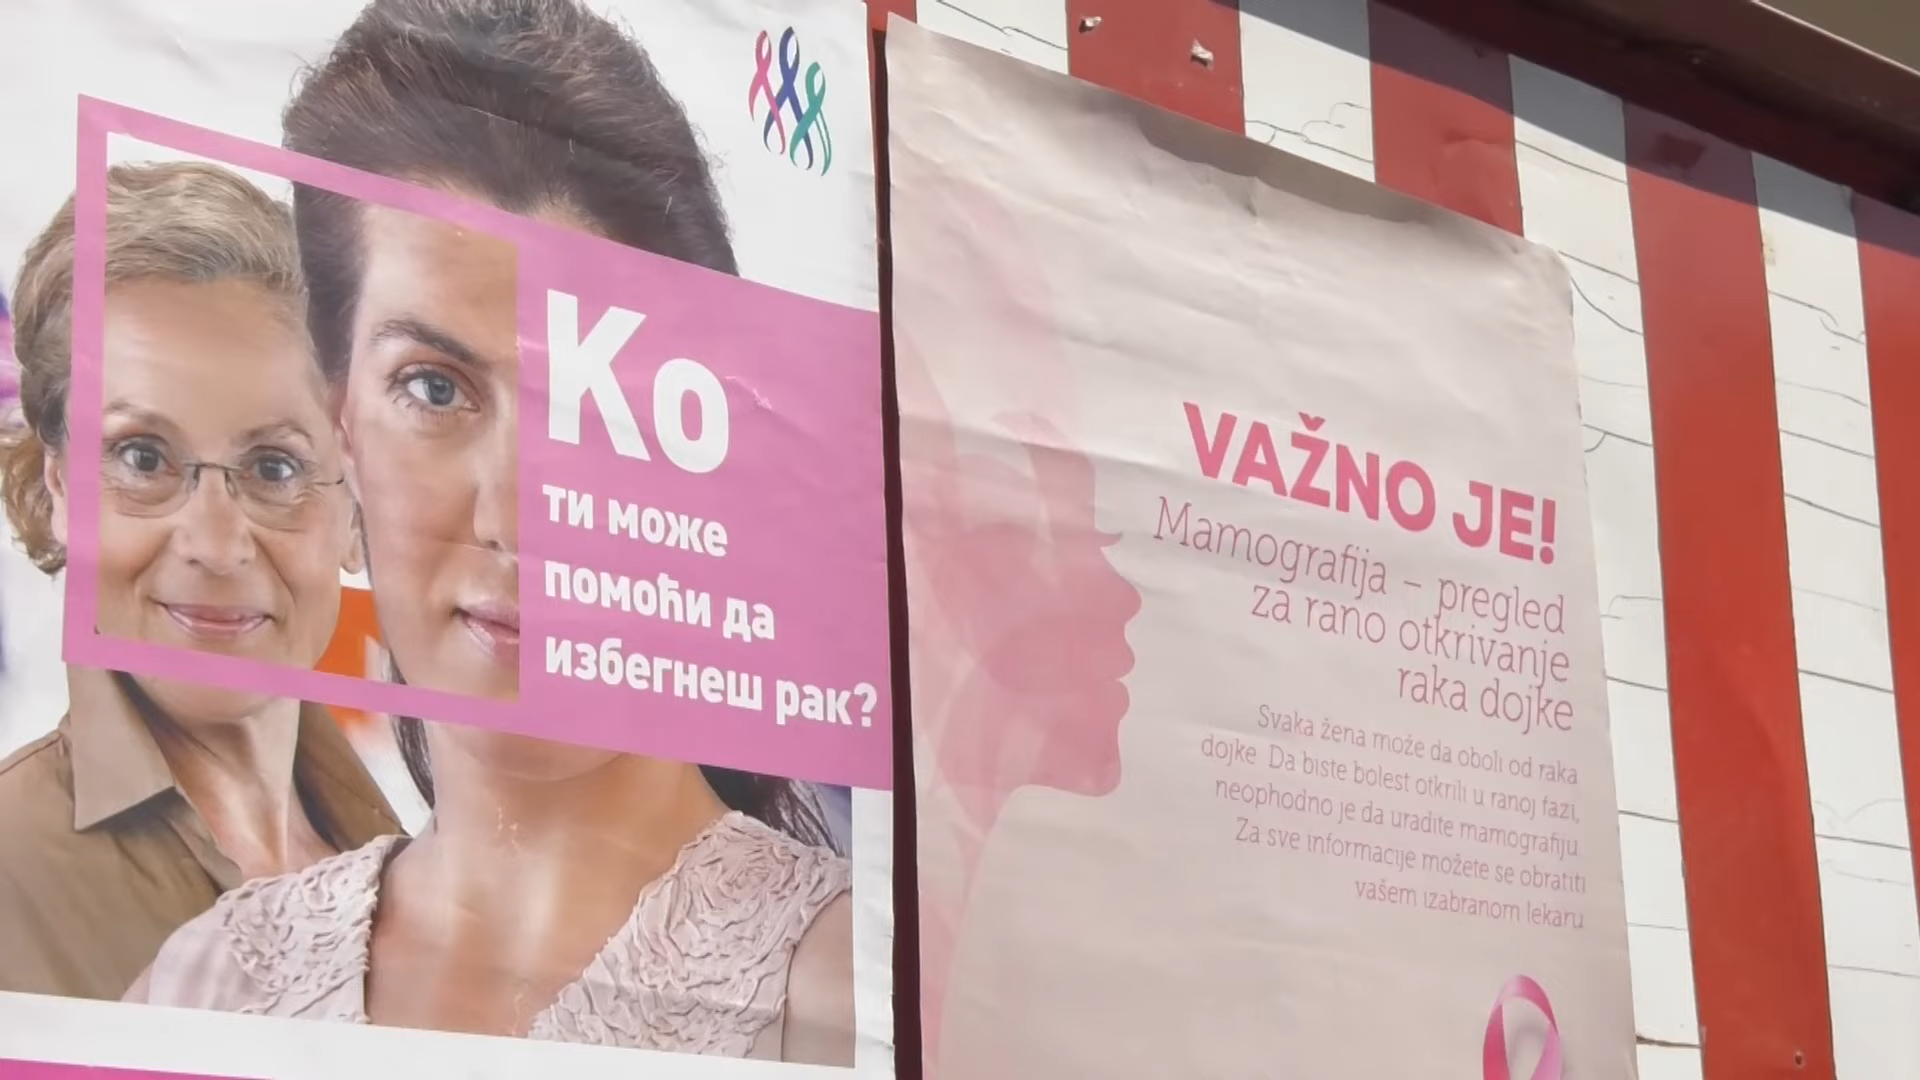 Ко
ти може
помоћи да
избегнеш рак?
VAŽNO JE!
Mamografija – pregled
za rano otkrivanje
raka dojke
Svaka žena može da oboli od raka
dojke Da biste bolest otkrili u ranoj fazi,
neophodno je da uradite mamografiju
Za sve informacije možete se obratiti
vašem izabranom lekaru